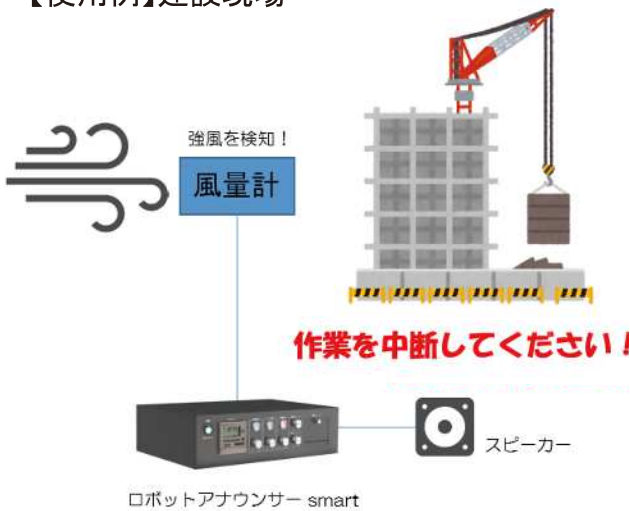 【使用例】建設現場
強風を検知！
風量計
作業を中断してください！
スピーカー
ロボットアナウンサー smart